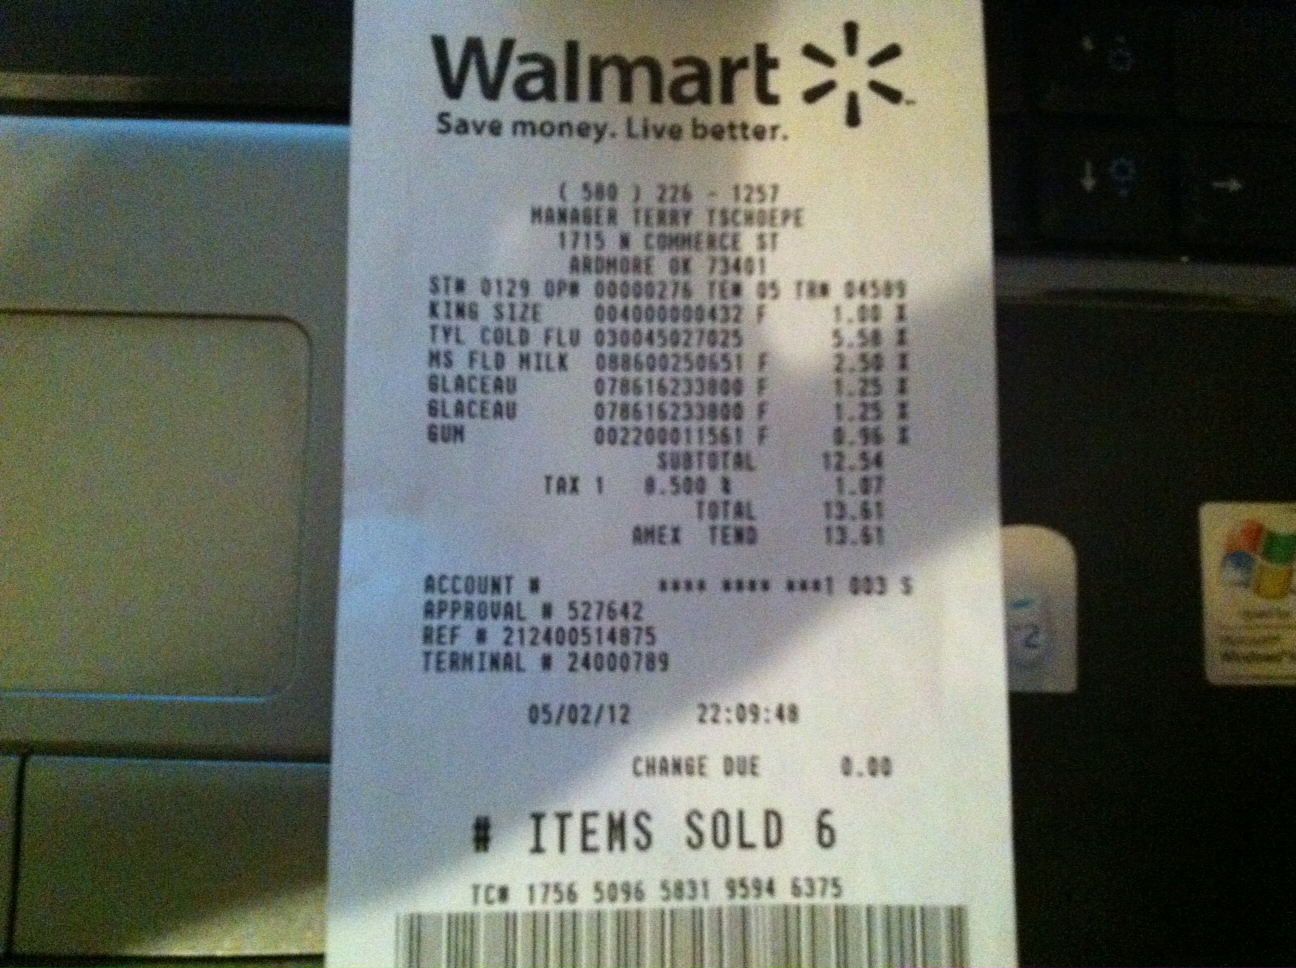 Walmart
Save money. Live better.
( 580 ) 226 - 1257
MANAGER TERRY TSCHOEPE
1715 N COMMERCE ST
ARDMORE OK 73401
ST# 0129 OP# 00000276 TE# 05 TR# 04589
KING SIZE 004000000432 F 1.00 X
TYL COLD FLU 030045027025 5.58 X
MS FLD MILK 088600250651 F 2.50 X
GLACEAU 078616233800 F 1.25 X
GLACEAU 078616233800 F 1.25 X
GUM 002200011561 F 0.96 X
SUBTOTAL 12.54
TAX 1 8.500 % 1.07
TOTAL 13.61
AMEX TEND 13.61
ACCOUNT # **** **** ***1 003 S
APPROVAL # 527642
REF # 212400514875
TERMINAL # 24000789
05/02/12 22:09:48
CHANGE DUE 0.00
# ITEMS SOLD 6
TC# 1756 5096 5831 9594 6375